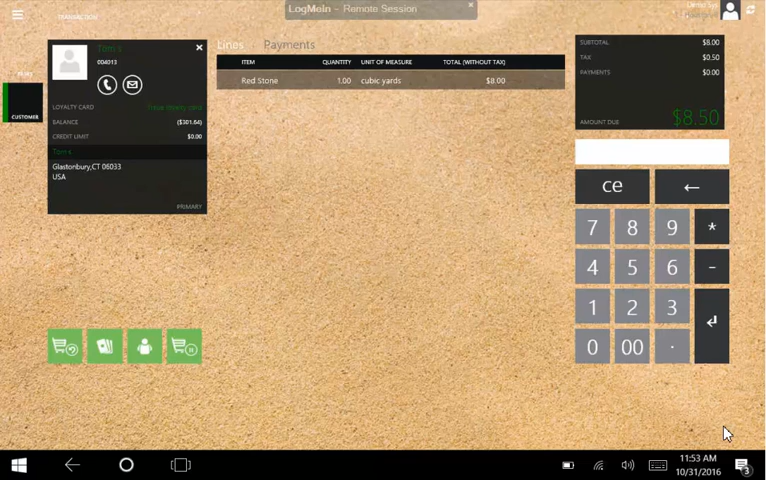 LogMeIn – Remote Session
TRANSACTION
Tom s
004013
LOYALTY CARD
BALANCE ($301.64)
CREDIT LIMIT $0.00
Tom s
Glastonbury,CT 06033
USA
PRIMARY
CUSTOMER
Lines Payments
ITEM QUANTITY UNIT OF MEASURE TOTAL (WITHOUT TAX)
Red Stone 1.00 cubic yards $8.00
SUBTOTAL $8.00
TAX $0.50
PAYMENTS $0.00
AMOUNT DUE $8.50
ce ←
7 8 9 *
4 5 6 -
1 2 3
0 00 .
11:53 AM
10/31/2016
3